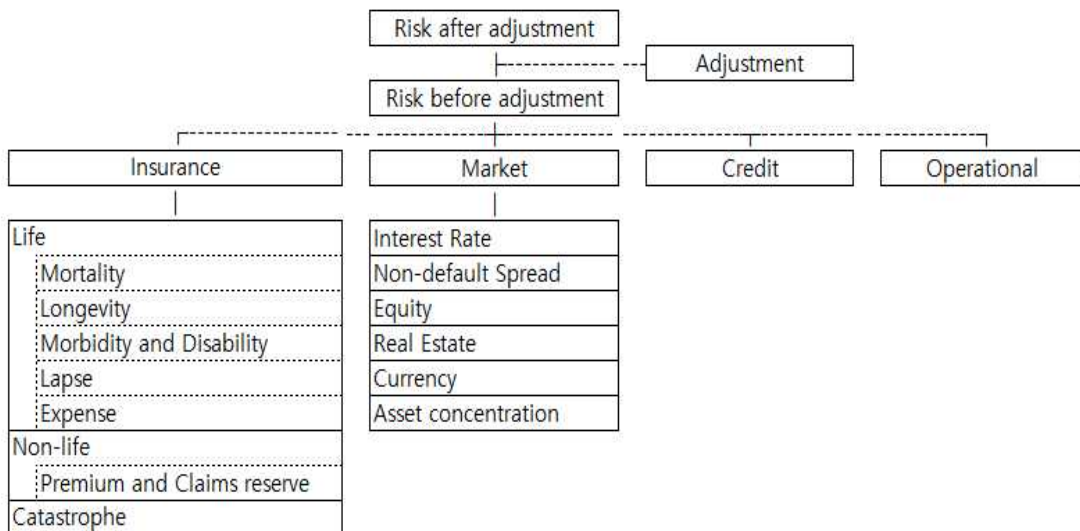 Risk after adjustment
Adjustment
Risk before adjustment
Insurance
Market
Credit
Operational
Life
Mortality
Longevity
Morbidity and Disability
Lapse
Expense
Non-life
Premium and Claims reserve
Catastrophe
Interest Rate
Non-default Spread
Equity
Real Estate
Currency
Asset concentration